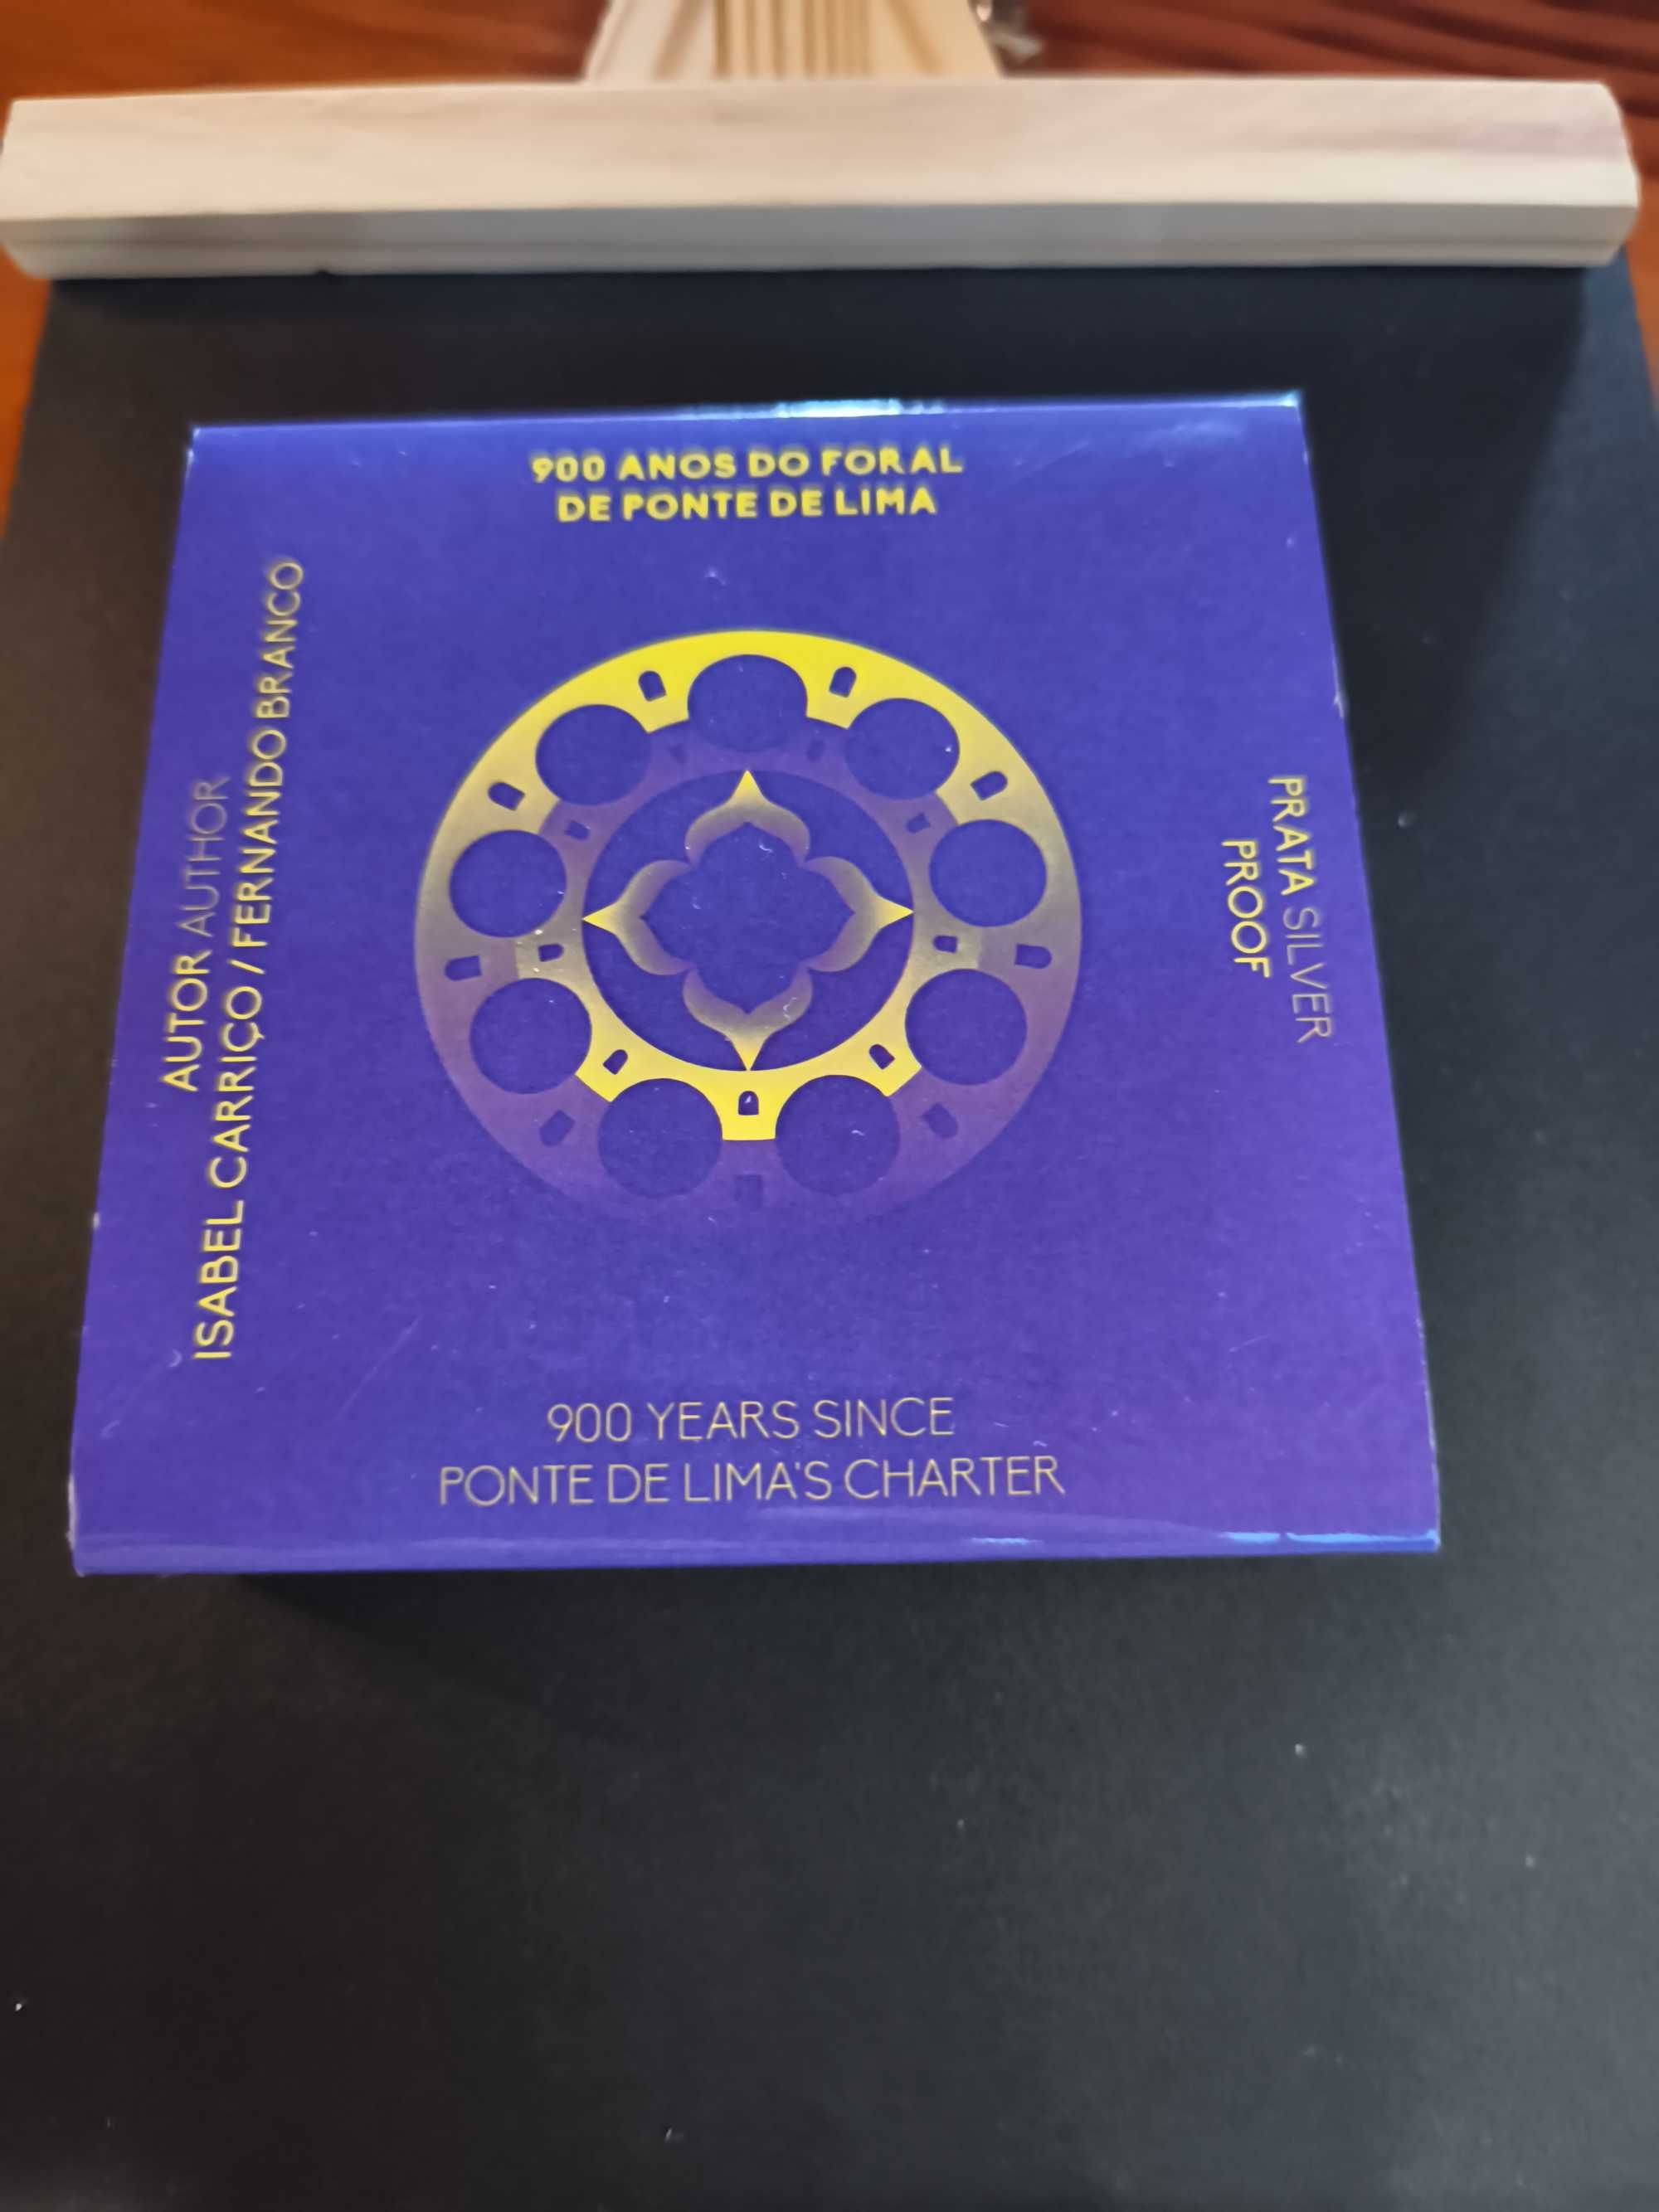 900 ANOS DO FORAL
DE PONTE DE LIMA
AUTOR AUTHOR
ISABEL CARRIÇO / FERNANDO BRANCO
PRATA SILVER
PROOF
900 YEARS SINCE
PONTE DE LIMA'S CHARTER